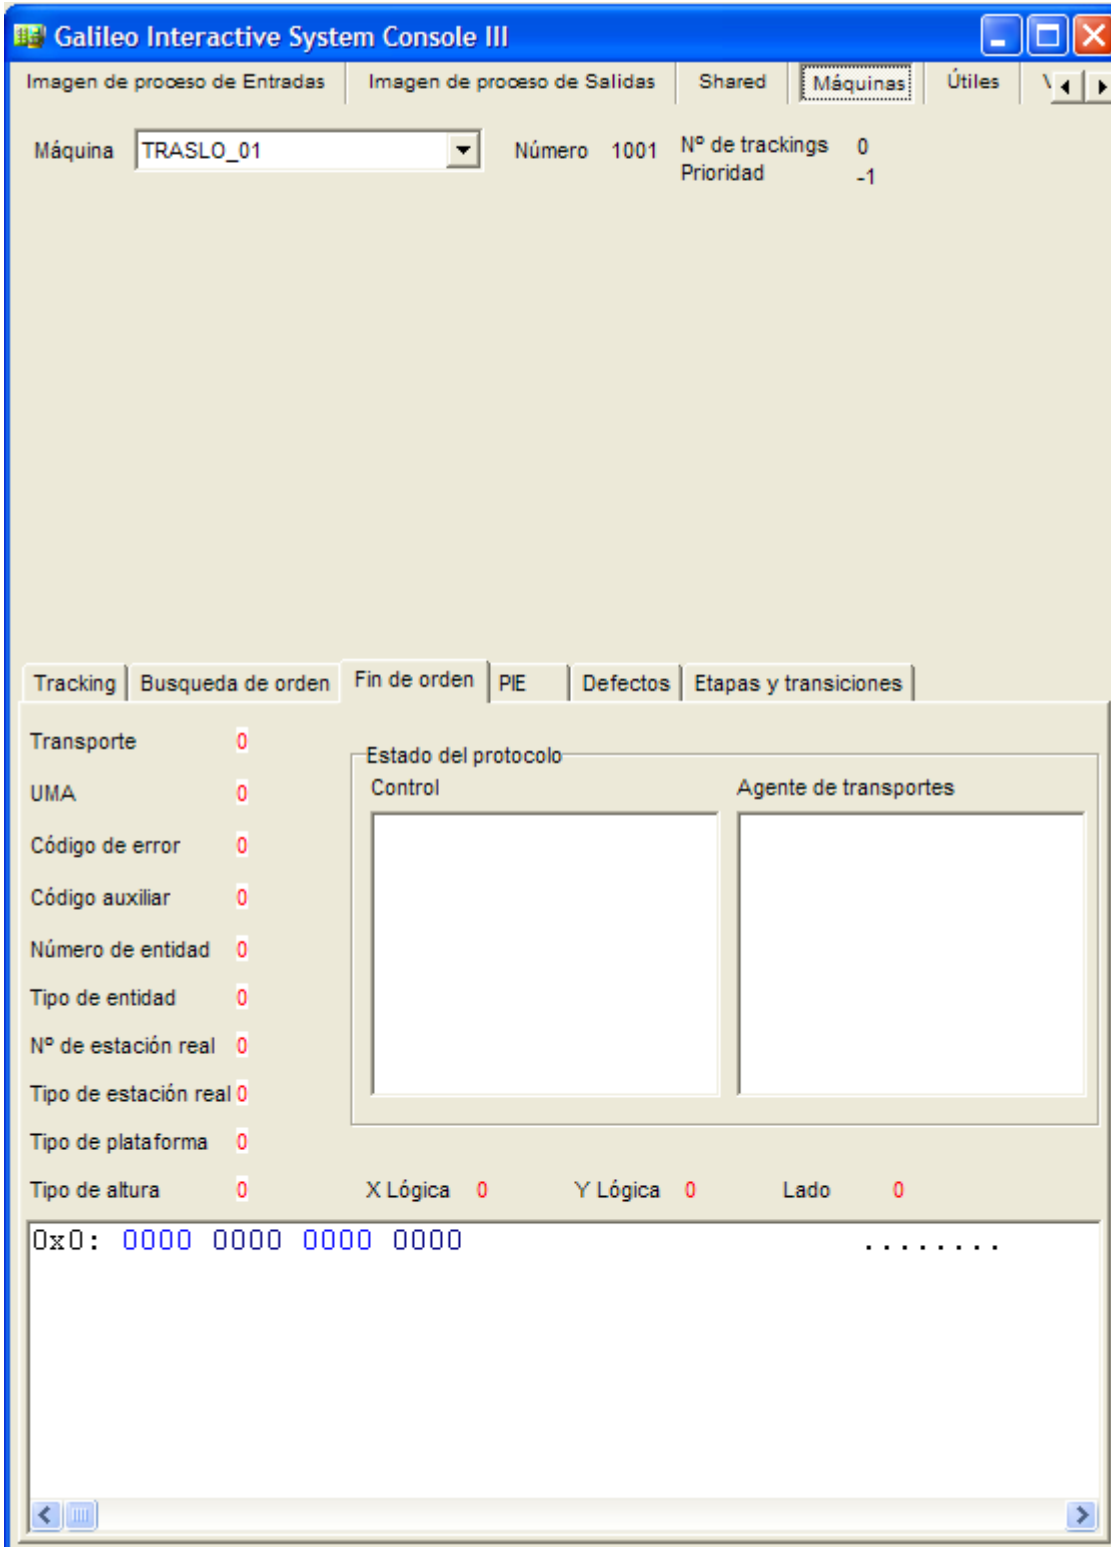 Galileo Interactive System Console III
Imagen de proceso de Entradas Imagen de proceso de Salidas Shared Máquinas Útiles
Máquina TRASLO_01 Número 1001 Nº de trackings 0
Prioridad -1
Tracking Busqueda de orden Fin de orden PIE Defectos Etapas y transiciones
Transporte 0
Estado del protocolo
UMA 0 Control Agente de transportes
Código de error 0
Código auxiliar 0
Número de entidad 0
Tipo de entidad 0
Nº de estación real 0
Tipo de estación real 0
Tipo de plataforma 0
Tipo de altura 0 X Lógica 0 Y Lógica 0 Lado 0
0x0: 0000 0000 0000 0000 ........